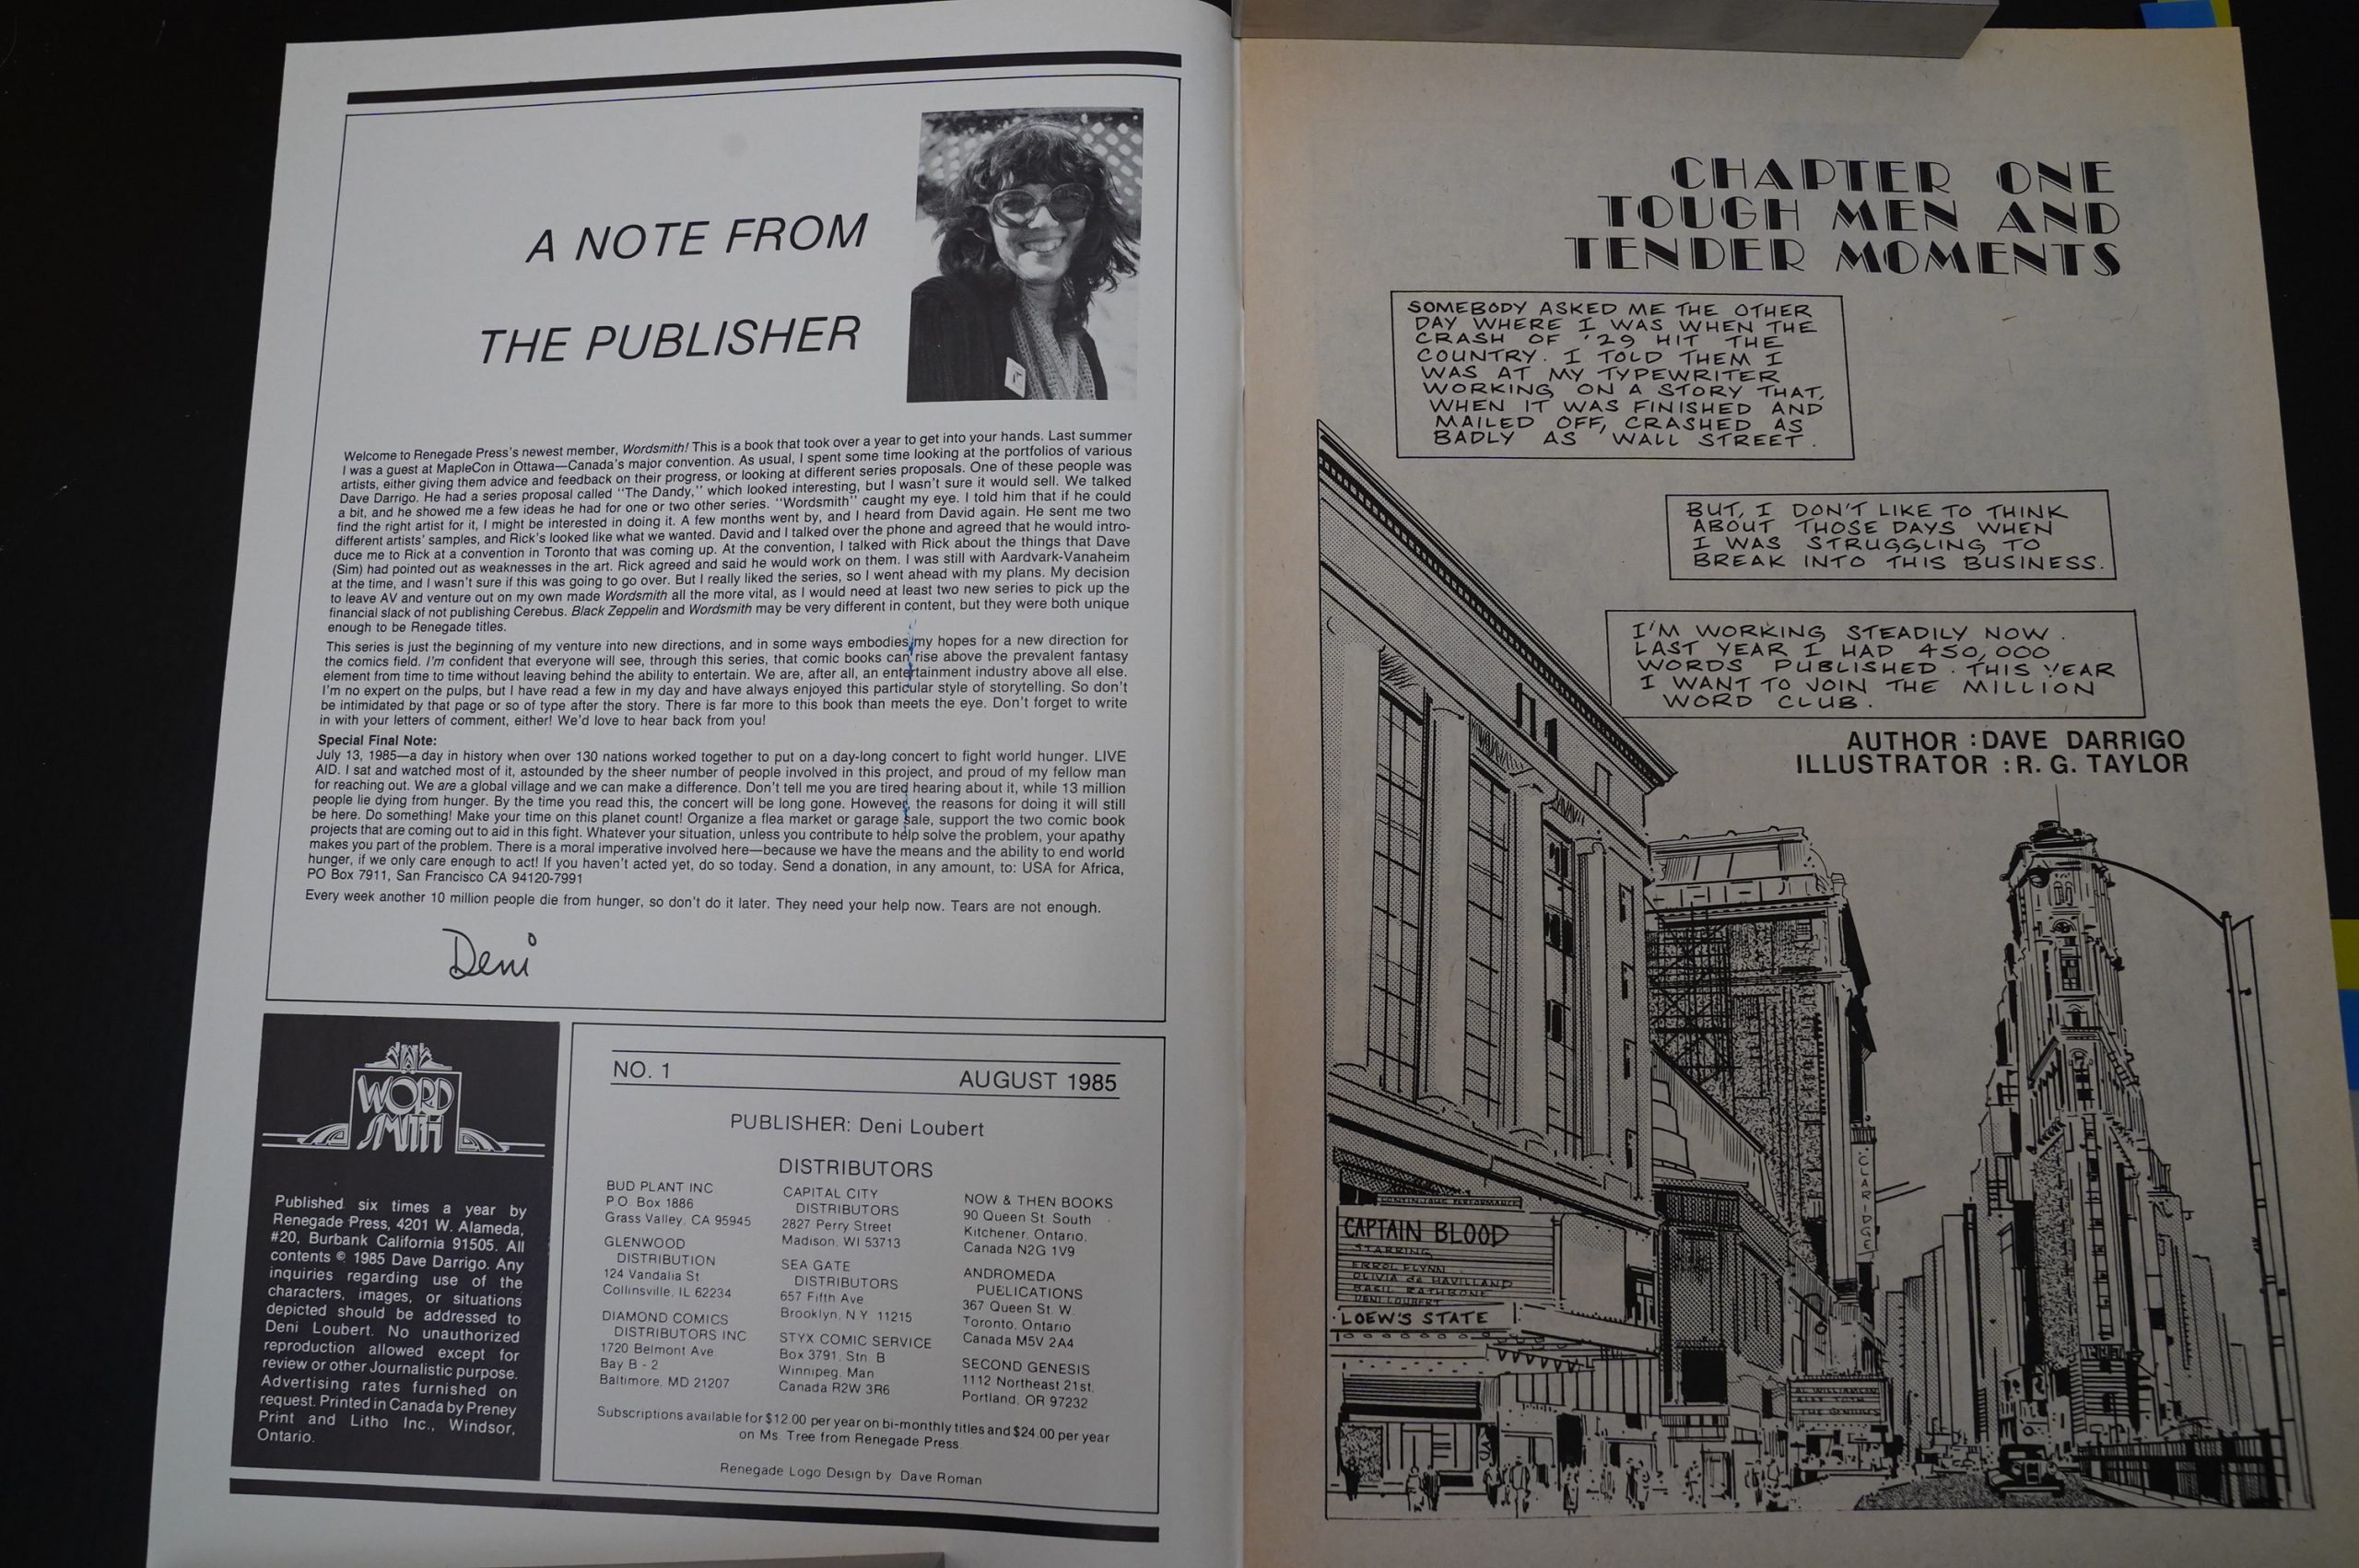 A NOTE FROM
THE PUBLISHER
Welcome to Renegade Press's newest member, Wordsmith! This is a book that took over a year to get into your hands. Last summer
I was a guest at MapleCon in Ottawa—Canada's major convention. As usual, I spent some time looking at the portfolios of various
artists, either giving them advice and feedback on their progress, or looking at different series proposals. One of these people was
Dave Darrigo. He had a series proposal called "The Dandy," which looked interesting, but I wasn't sure it would sell. We talked
a bit, and he showed me a few ideas he had for one or two other series. "Wordsmith" caught my eye. I told him that if he could
find the right artist for it, I might be interested in doing it. A few months went by, and I heard from David again. He sent me two
different artists' samples, and Rick's looked like what we wanted. David and I talked over the phone and agreed that he would intro-
duce me to Rick at a convention in Toronto that was coming up. At the convention, I talked with Rick about the things that Dave
(Sim) had pointed out as weaknesses in the art. Rick agreed and said he would work on them. I was still with Aardvark-Vanaheim
at the time, and I wasn't sure if this was going to go over. But I really liked the series, so I went ahead with my plans. My decision
to leave AV and venture out on my own made Wordsmith all the more vital, as I would need at least two new series to pick up the
financial slack of not publishing Cerebus. Black Zeppelin and Wordsmith may be very different in content, but they were both unique
enough to be Renegade titles.
This series is just the beginning of my venture into new directions, and in some ways embodies my hopes for a new direction for
the comics field. I'm confident that everyone will see, through this series, that comic books can rise above the prevalent fantasy
element from time to time without leaving behind the ability to entertain. We are, after all, an entertainment industry above all else.
I'm no expert on the pulps, but I have read a few in my day and have always enjoyed this particular style of storytelling. So don't
be intimidated by that page or so of type after the story. There is far more to this book than meets the eye. Don't forget to write
in with your letters of comment, either! We'd love to hear back from you!
Special Final Note:
July 13, 1985—a day in history when over 130 nations worked together to put on a day-long concert to fight world hunger. LIVE
AID. I sat and watched most of it, astounded by the sheer number of people involved in this project, and proud of my fellow man
for reaching out. We are a global village and we can make a difference. Don't tell me you are tired hearing about it, while 13 million
people lie dying from hunger. By the time you read this, the concert will be long gone. However, the reasons for doing it will still
be here. Do something! Make your time on this planet count! Organize a flea market or garage sale, support the two comic book
projects that are coming out to aid in this fight. Whatever your situation, unless you contribute to help solve the problem, your apathy
makes you part of the problem. There is a moral imperative involved here—because we have the means and the ability to end world
hunger, if we only care enough to act! If you haven't acted yet, do so today. Send a donation, in any amount, to: USA for Africa,
PO Box 7911, San Francisco CA 94120-7991
Every week another 10 million people die from hunger, so don't do it later. They need your help now. Tears are not enough.
Deni
WORD
SMITH
Published six times a year by
Renegade Press, 4201 W. Alameda,
#20, Burbank California 91505. All
contents © 1985 Dave Darrigo. Any
inquiries regarding use of the
characters, images, or situations
depicted should be addressed to
Deni Loubert. No unauthorized
reproduction allowed except for
review or other Journalistic purpose.
Advertising rates furnished on
request. Printed in Canada by Preney
Print and Litho Inc., Windsor,
Ontario.
NO. 1
AUGUST 1985
PUBLISHER: Deni Loubert
DISTRIBUTORS
BUD PLANT INC
P.O. Box 1886
Grass Valley, CA 95945
GLENWOOD
DISTRIBUTION
124 Vandalia St.
Collinsville, IL 62234
DIAMOND COMICS
DISTRIBUTORS INC
1720 Belmont Ave.
Bay B - 2
Baltimore, MD 21207
CAPITAL CITY
DISTRIBUTORS
2827 Perry Street
Madison, WI 53713
SEA GATE
DISTRIBUTORS
657 Fifth Ave
Brooklyn, N.Y 11215
STYX COMIC SERVICE
Box 3791, Stn. B
Winnipeg, Man
Canada R2W 3R6
NOW & THEN BOOKS
90 Queen St. South
Kitchener, Ontario,
Canada N2G 1V9
ANDROMEDA
PUBLICATIONS
367 Queen St. W.
Toronto, Ontario
Canada M5V 2A4
SECOND GENESIS
1112 Northeast 21st,
Portland, OR 97232
Subscriptions available for $12.00 per year on bi-monthly titles and $24.00 per year
on Ms. Tree from Renegade Press.
Renegade Logo Design by Dave Roman
CHAPTER ONE
TOUGH MEN AND
TENDER MOMENTS
SOMEBODY ASKED ME THE OTHER
DAY WHERE I WAS WHEN THE
CRASH OF '29 HIT THE
COUNTRY. I TOLD THEM I
WAS AT MY TYPEWRITER
WORKING ON A STORY THAT,
WHEN IT WAS FINISHED AND
MAILED OFF, CRASHED AS
BADLY AS WALL STREET.
BUT, I DON'T LIKE TO THINK
ABOUT THOSE DAYS WHEN
I WAS STRUGGLING TO
BREAK INTO THIS BUSINESS.
I'M WORKING STEADILY NOW.
LAST YEAR I HAD 450,000
WORDS PUBLISHED. THIS YEAR
I WANT TO JOIN THE MILLION
WORD CLUB.
AUTHOR : DAVE DARRIGO
ILLUSTRATOR : R. G. TAYLOR
CLARIDGE
CONTINUOUS PERFORMANCE
CAPTAIN BLOOD
STARRING
ERROL FLYNN
OLIVIA de HAVILLAND
BASIL RATHBONE
DENI LOUBERT
LOEW'S STATE
AL WILLIAMSON
ALEX TOTH